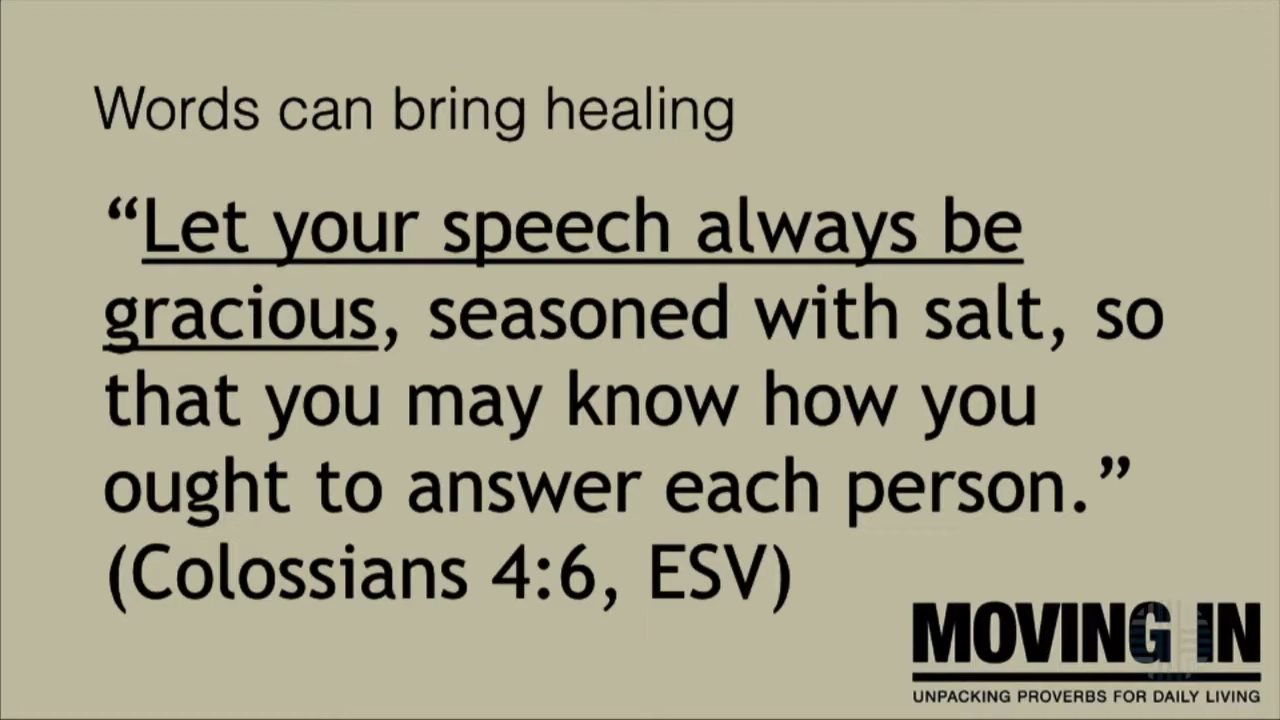 Words can bring healing
“Let your speech always be
gracious, seasoned with salt, so
that you may know how you
ought to answer each person.”
(Colossians 4:6, ESV)
MOVING IN
UNPACKING PROVERBS FOR DAILY LIVING